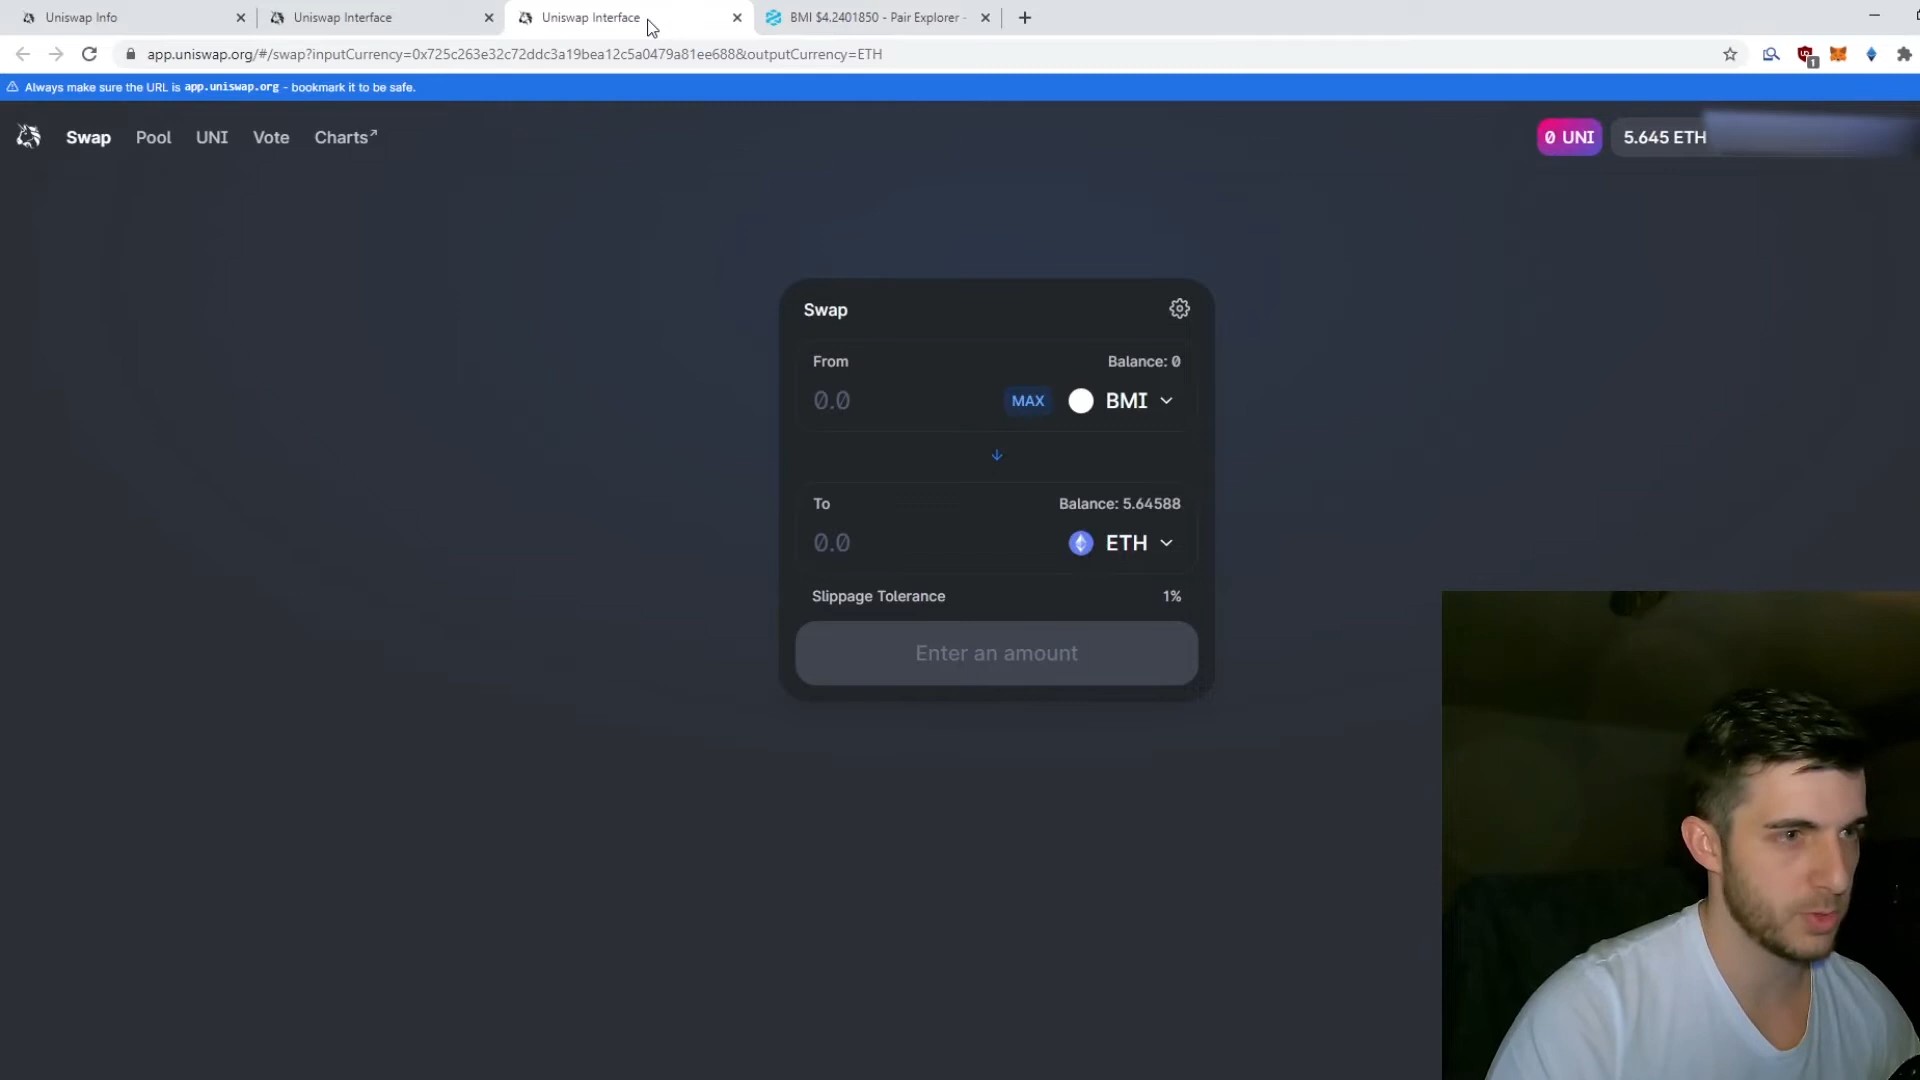 Uniswap Info
Uniswap Interface
Uniswap Interface
BMI $4.2401850 - Pair Explorer -
app.uniswap.org/#/swap?inputCurrency=0x725c263e32c72ddc3a19bea12c5a0479a81ee688&outputCurrency=ETH
1
Always make sure the URL is app.uniswap.org - bookmark it to be safe.
Swap Pool UNI Vote Charts↗
0 UNI 5.645 ETH
Swap
From Balance: 0
0.0 MAX BMI
To Balance: 5.64588
0.0 ETH
Slippage Tolerance 1%
Enter an amount